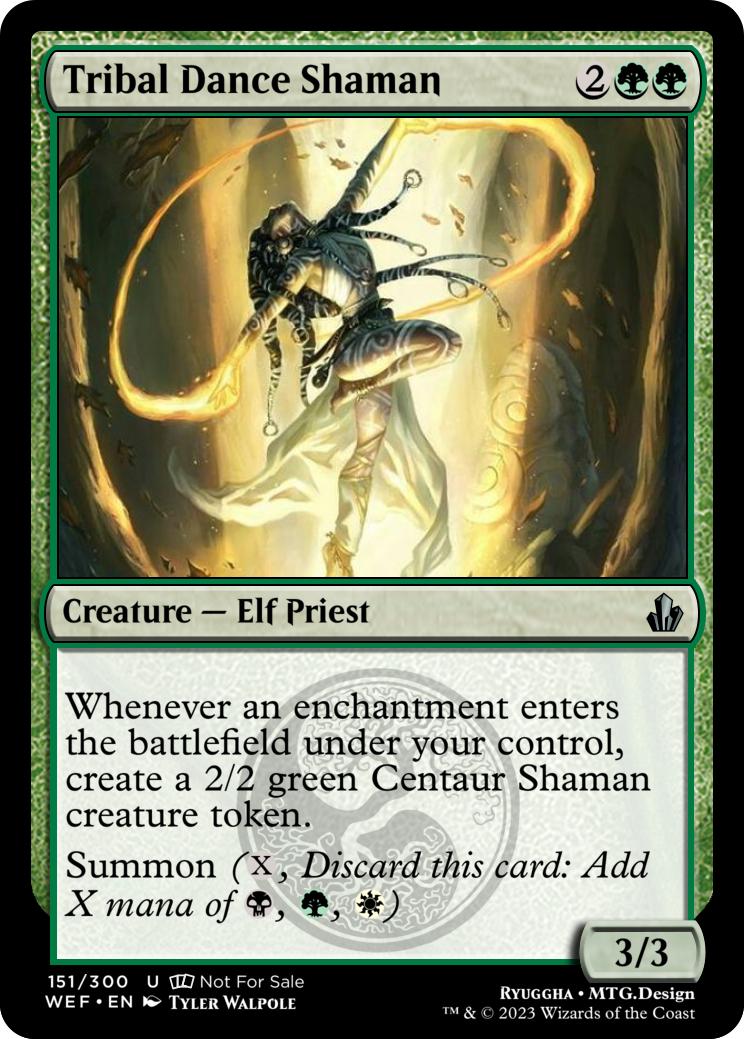 Tribal Dance Shaman 2
Creature — Elf Priest
Whenever an enchantment enters
the battlefield under your control,
create a 2/2 green Centaur Shaman
creature token.
Summon (X, Discard this card: Add
X mana of , , )
3/3
151/300 U Not For Sale
WEF • EN Tyler Walpole
Ryuggha • MTG.Design
™ & © 2023 Wizards of the Coast